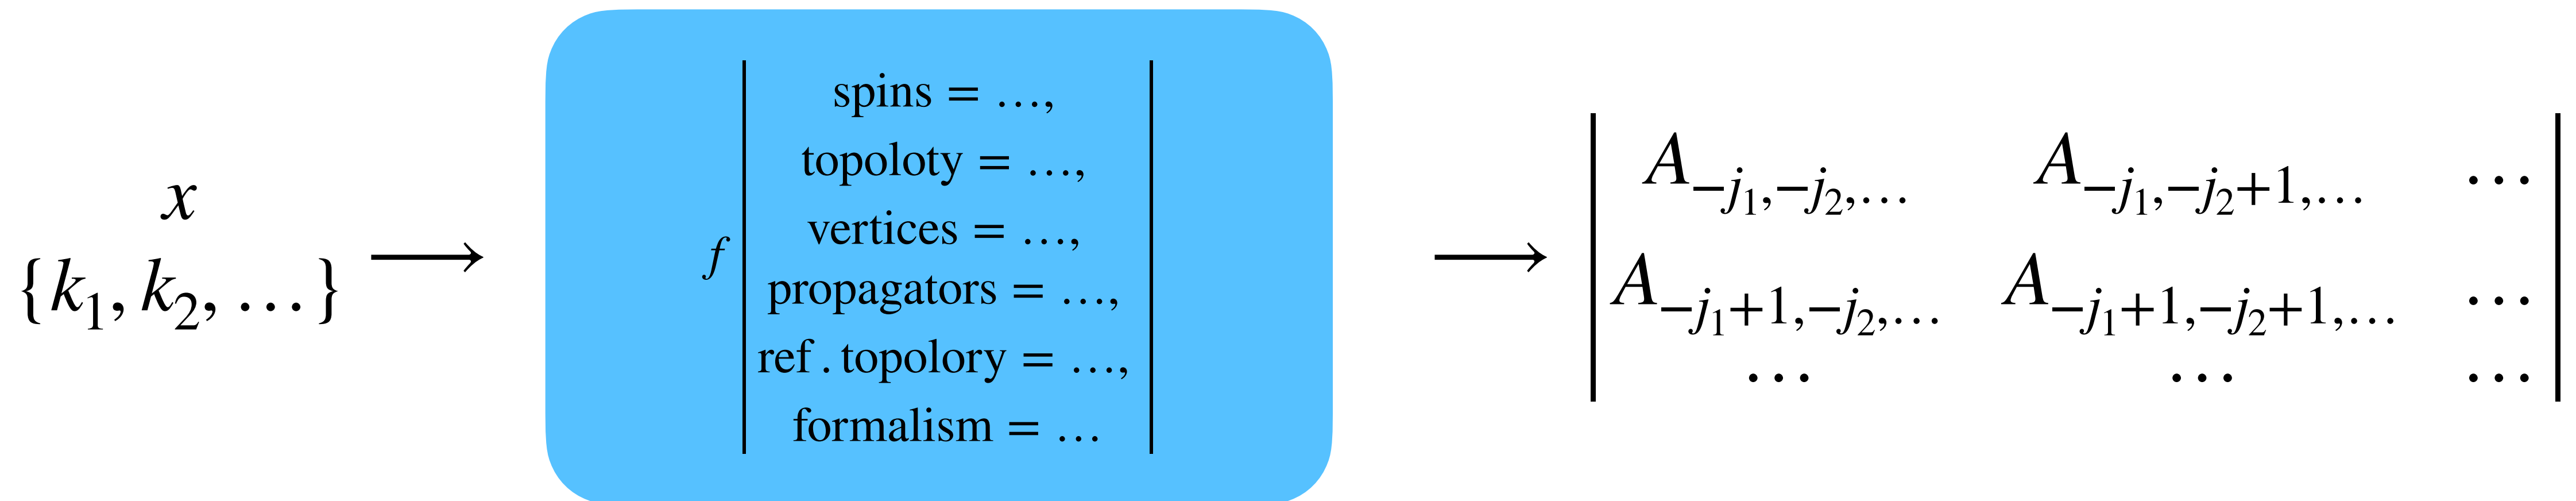 x
{k₁, k₂, …} ⟶
spins = …,
topoloty = …,
vertices = …,
f
propagators = …,
ref . topolory = …,
formalism = …
⟶
A₋ⱼ₁,₋ⱼ₂,… A₋ⱼ₁,₋ⱼ₂₊₁,… …
A₋ⱼ₁₊₁,₋ⱼ₂,… A₋ⱼ₁₊₁,₋ⱼ₂₊₁,… …
… … …